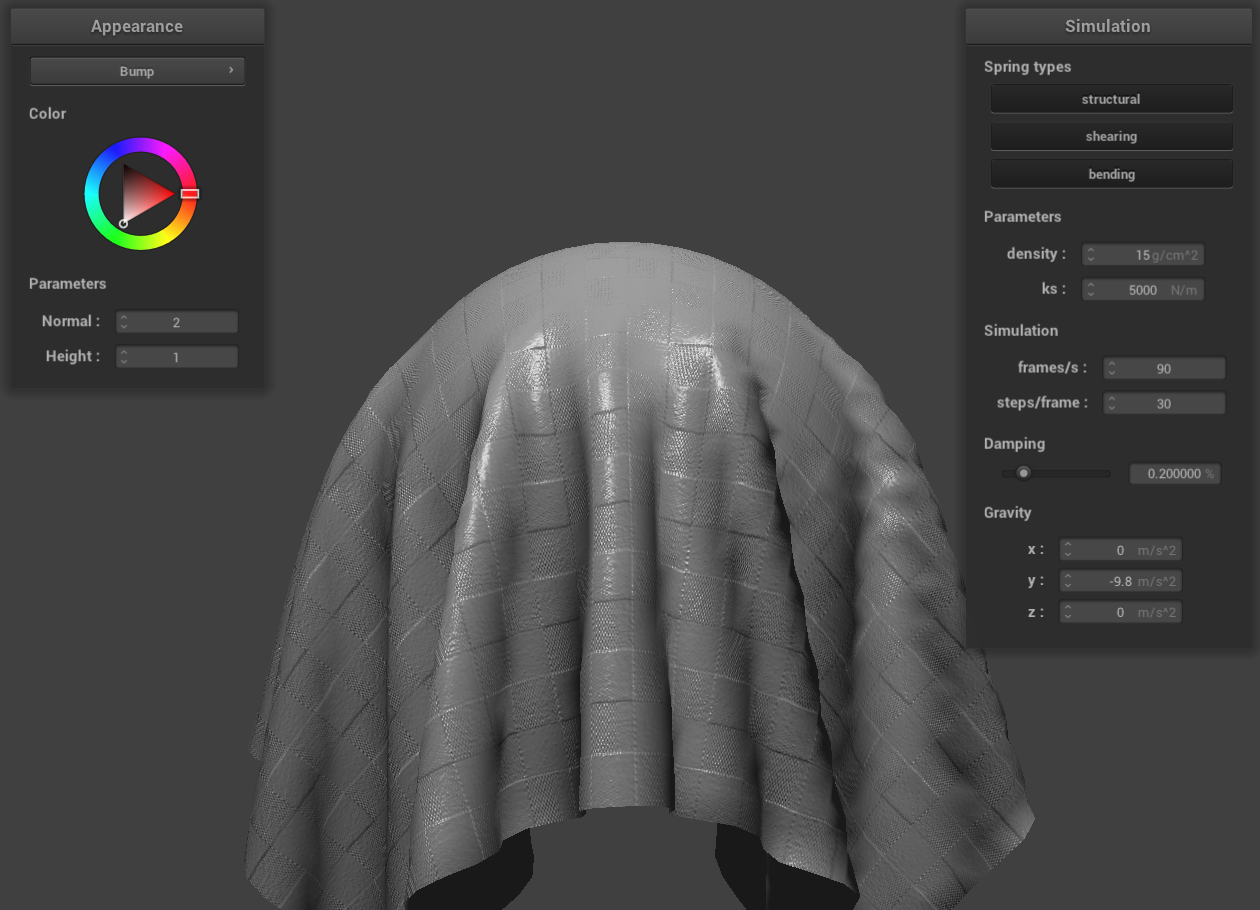 Appearance
Bump
Color
Parameters
Normal : 2
Height : 1
Simulation
Spring types
structural
shearing
bending
Parameters
density : 15 g/cm^2
ks : 5000 N/m
Simulation
frames/s : 90
steps/frame : 30
Damping
0.200000 %
Gravity
x : 0 m/s^2
y : -9.8 m/s^2
z : 0 m/s^2